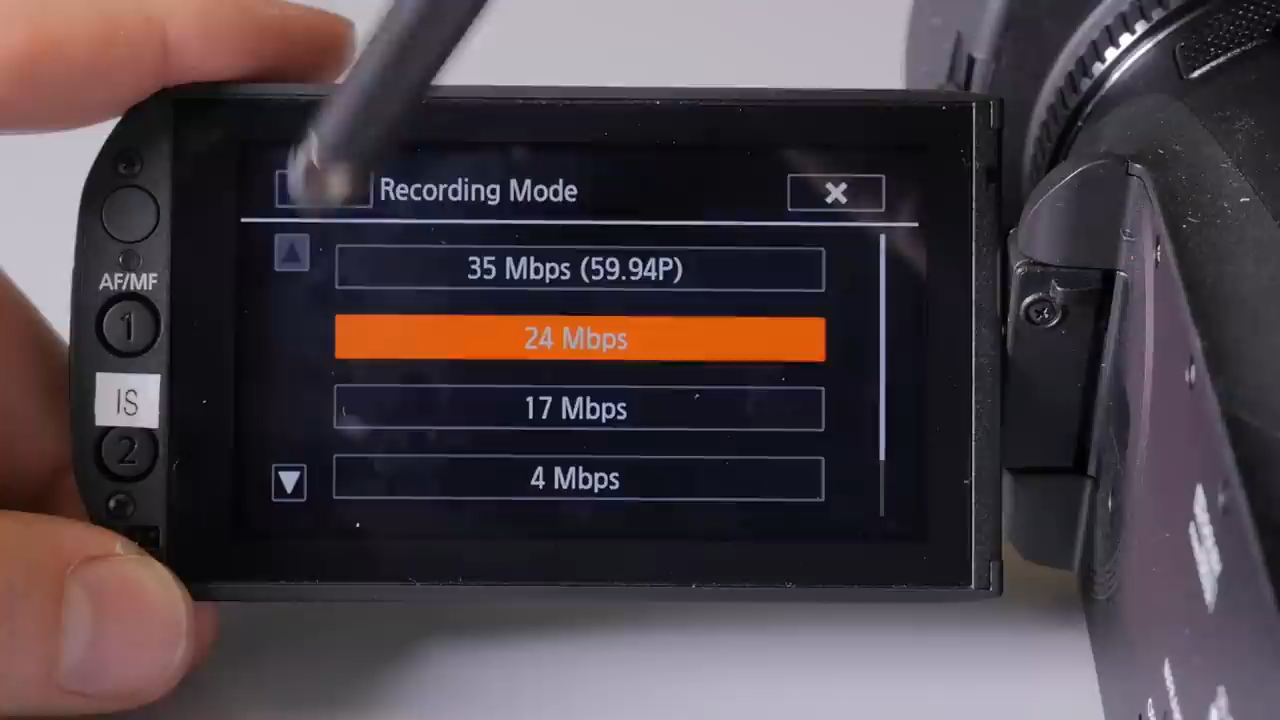 Recording Mode
35 Mbps (59.94P)
24 Mbps
17 Mbps
4 Mbps
AF/MF
1
IS
2